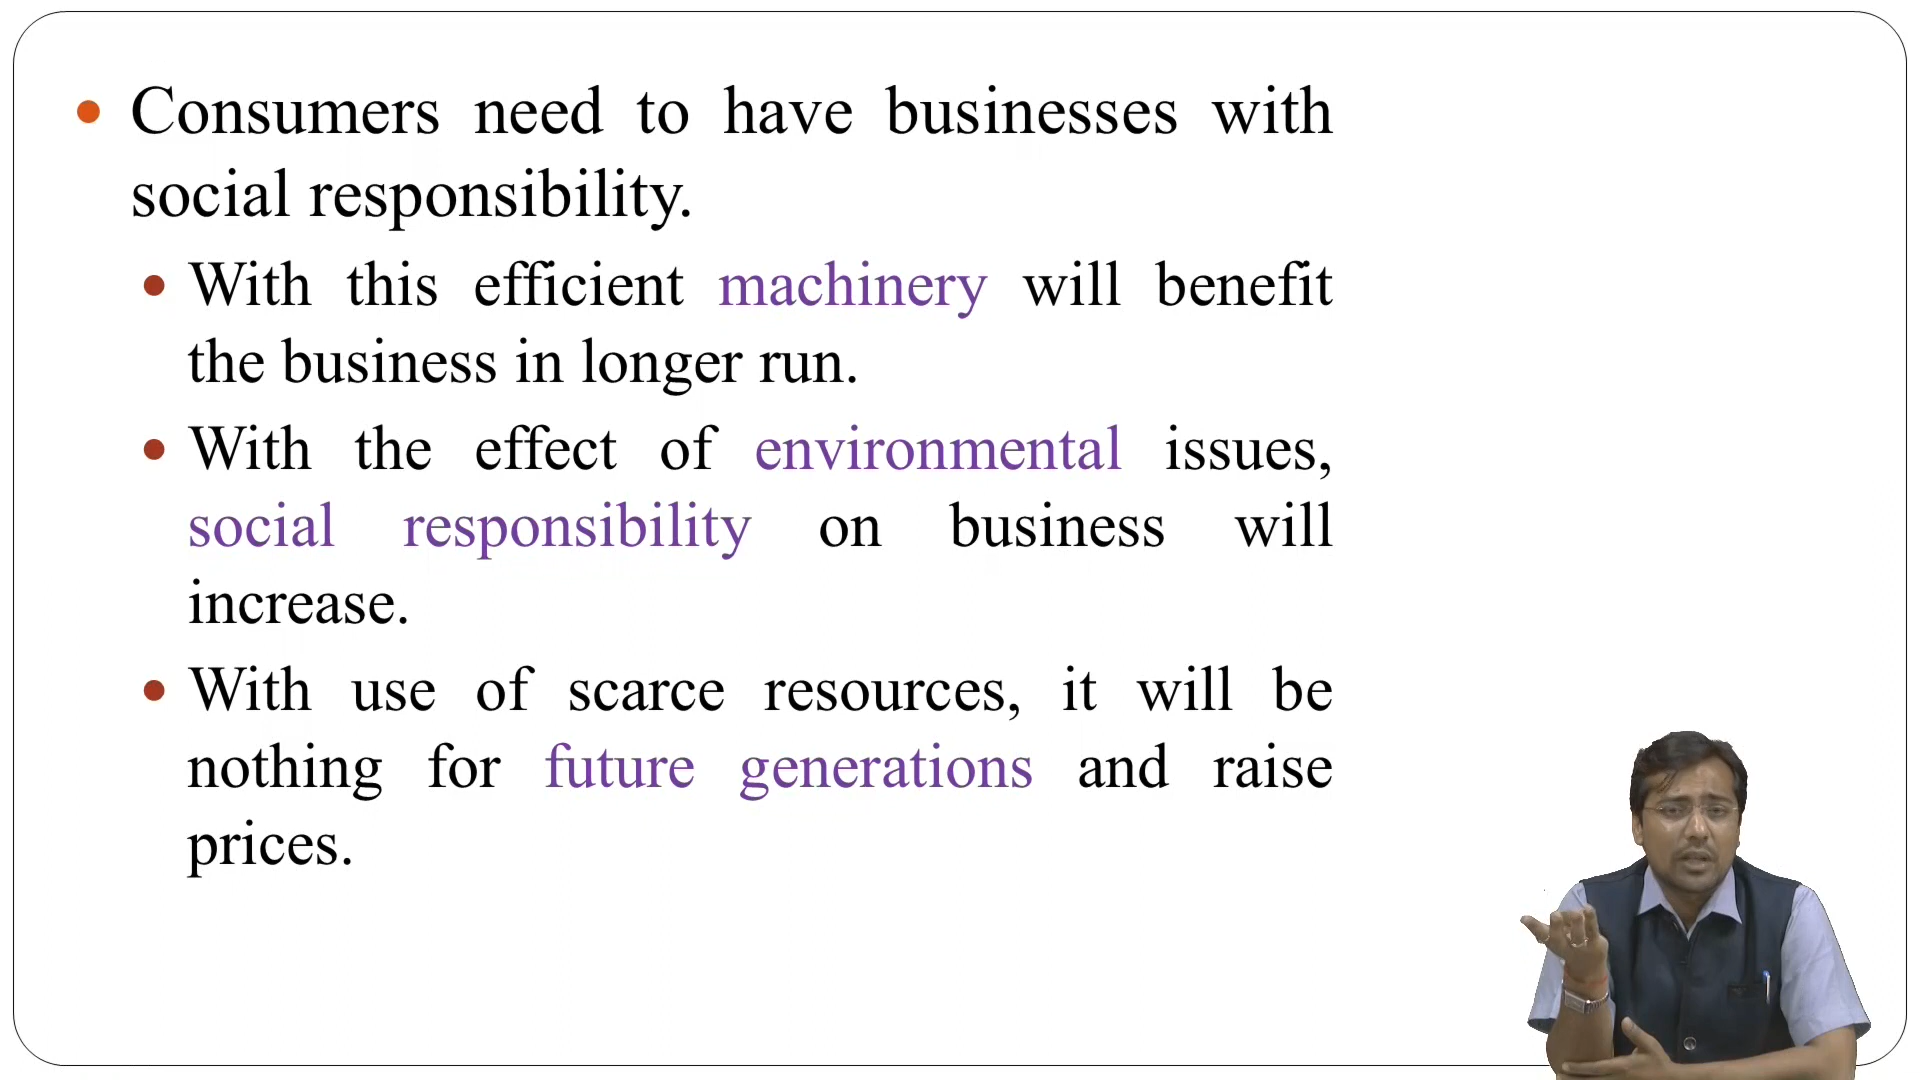 Consumers need to have businesses with
social responsibility.
With this efficient machinery will benefit
the business in longer run.
With the effect of environmental issues,
social responsibility on business will
increase.
With use of scarce resources, it will be
nothing for future generations and raise
prices.